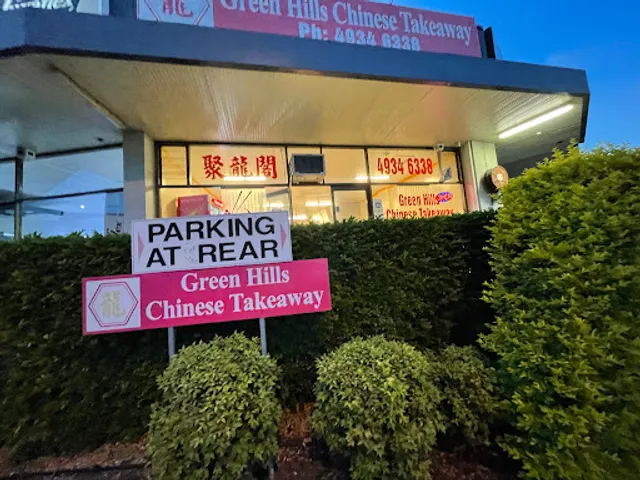 龍
Green Hills Chinese Takeaway
Ph: 4934 6338
聚龍閣
4934 6338
Green Hills
Chinese Takeaway
PARKING
AT REAR
龍
Green Hills
Chinese Takeaway